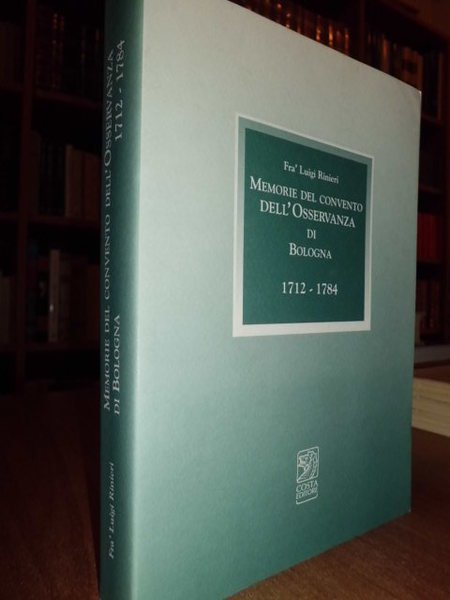 Fra' Luigi Rinieri
MEMORIE DEL CONVENTO
DELL'OSSERVANZA
DI
BOLOGNA
1712 - 1784
COSTA
EDITORE
MEMORIE DEL CONVENTO DELL'OSSERVANZA
DI BOLOGNA
1712 - 1784
Fra' Luigi Rinieri